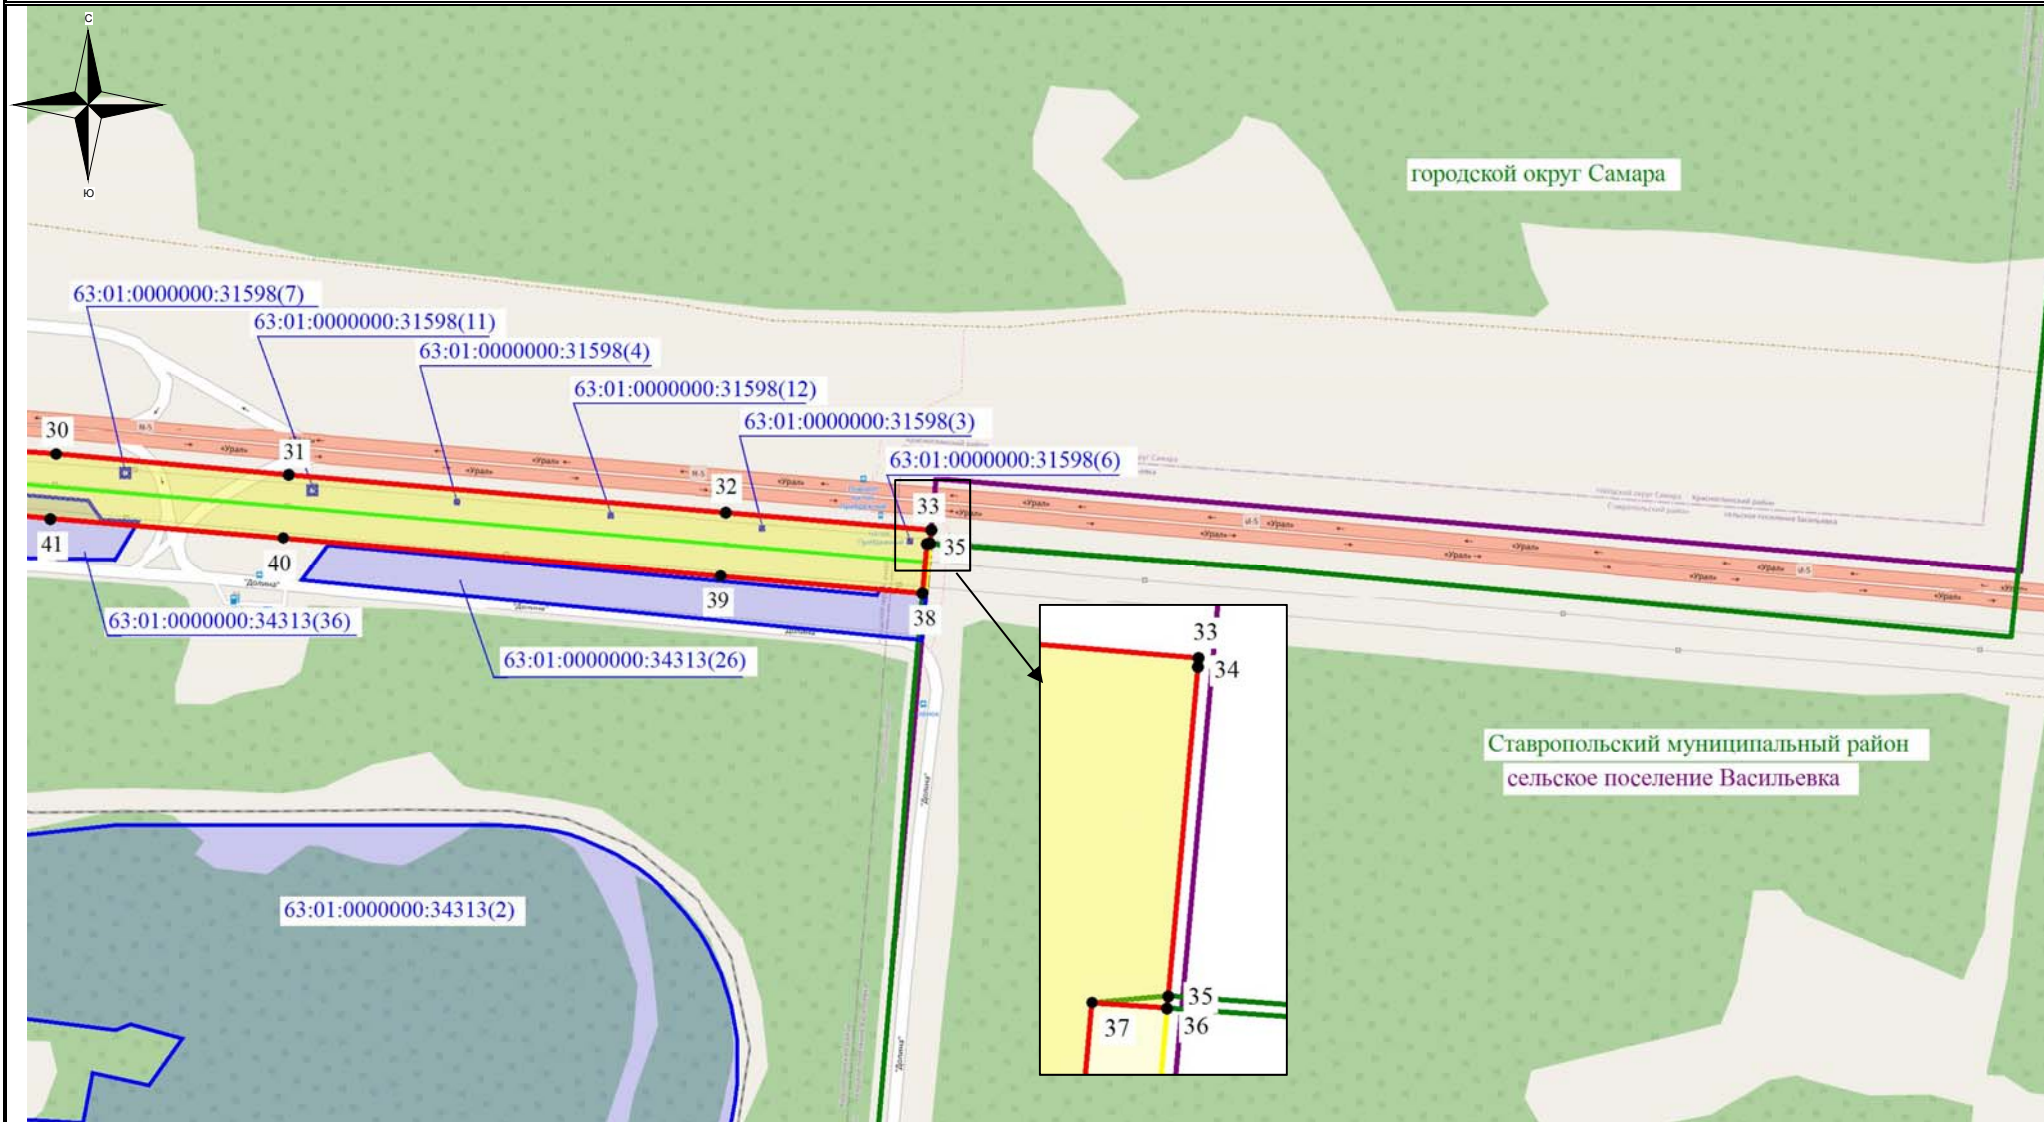 С
Ю
городской округ Самара
63:01:0000000:31598(7)
63:01:0000000:31598(11)
63:01:0000000:31598(4)
63:01:0000000:31598(12)
63:01:0000000:31598(3)
63:01:0000000:31598(6)
30
31
32
33
35
41
40
39
38
М-5
«Урал»
«Урал»
«Урал»
«Урал»
М-5
«Урал»
«Урал»
«Урал»
«Урал»
«Урал»
«Урал»
«Урал»
«Урал»
«Урал»
«Урал»
"Долина"
"Долина"
"Долина"
63:01:0000000:34313(36)
63:01:0000000:34313(26)
33
34
35
36
37
Ставропольский муниципальный район
сельское поселение Васильевка
"Долина"
"Долина"
63:01:0000000:34313(2)